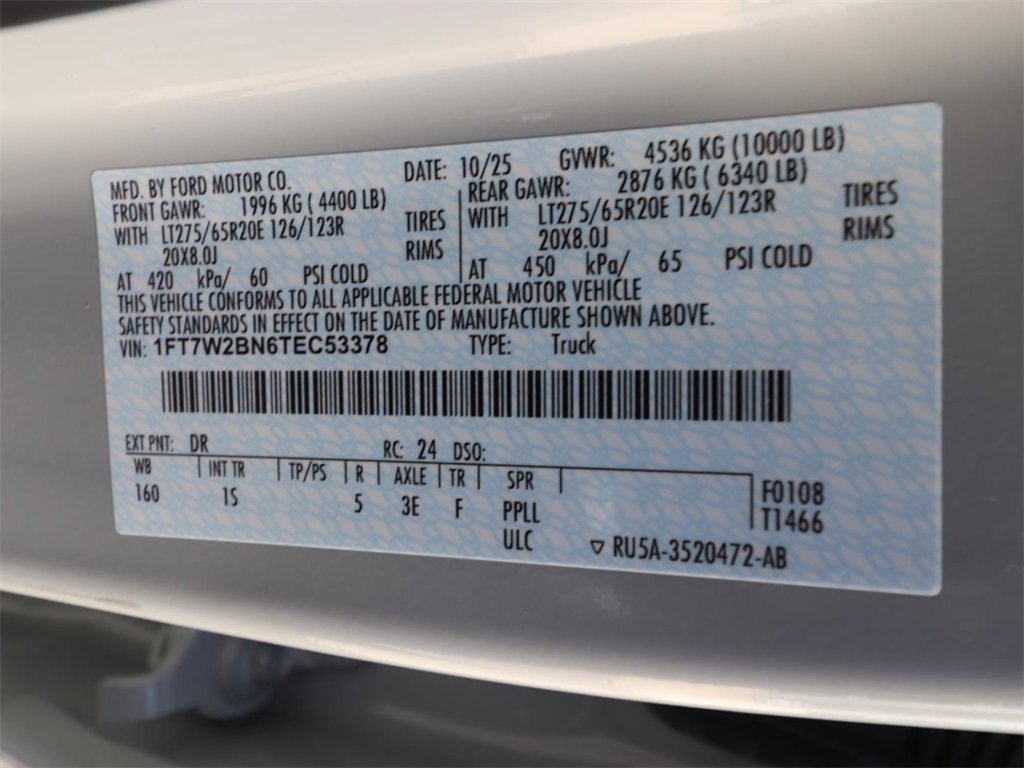 MFD. BY FORD MOTOR CO. DATE: 10/25 GVWR: 4536 KG (10000 LB)
FRONT GAWR: 1996 KG ( 4400 LB) REAR GAWR: 2876 KG ( 6340 LB)
WITH LT275/65R20E 126/123R TIRES WITH LT275/65R20E 126/123R TIRES
20X8.0J RIMS 20X8.0J RIMS
AT 420 kPa/ 60 PSI COLD AT 450 kPa/ 65 PSI COLD
THIS VEHICLE CONFORMS TO ALL APPLICABLE FEDERAL MOTOR VEHICLE
SAFETY STANDARDS IN EFFECT ON THE DATE OF MANUFACTURE SHOWN ABOVE.
VIN: 1FT7W2BN6TEC53378 TYPE: Truck
EXT PNT: DR RC: 24 DSO:
WB INT TR TP/PS R AXLE TR SPR
160 1S 5 3E F PPLL
ULC
F0108
T1466
▽ RU5A-3520472-AB